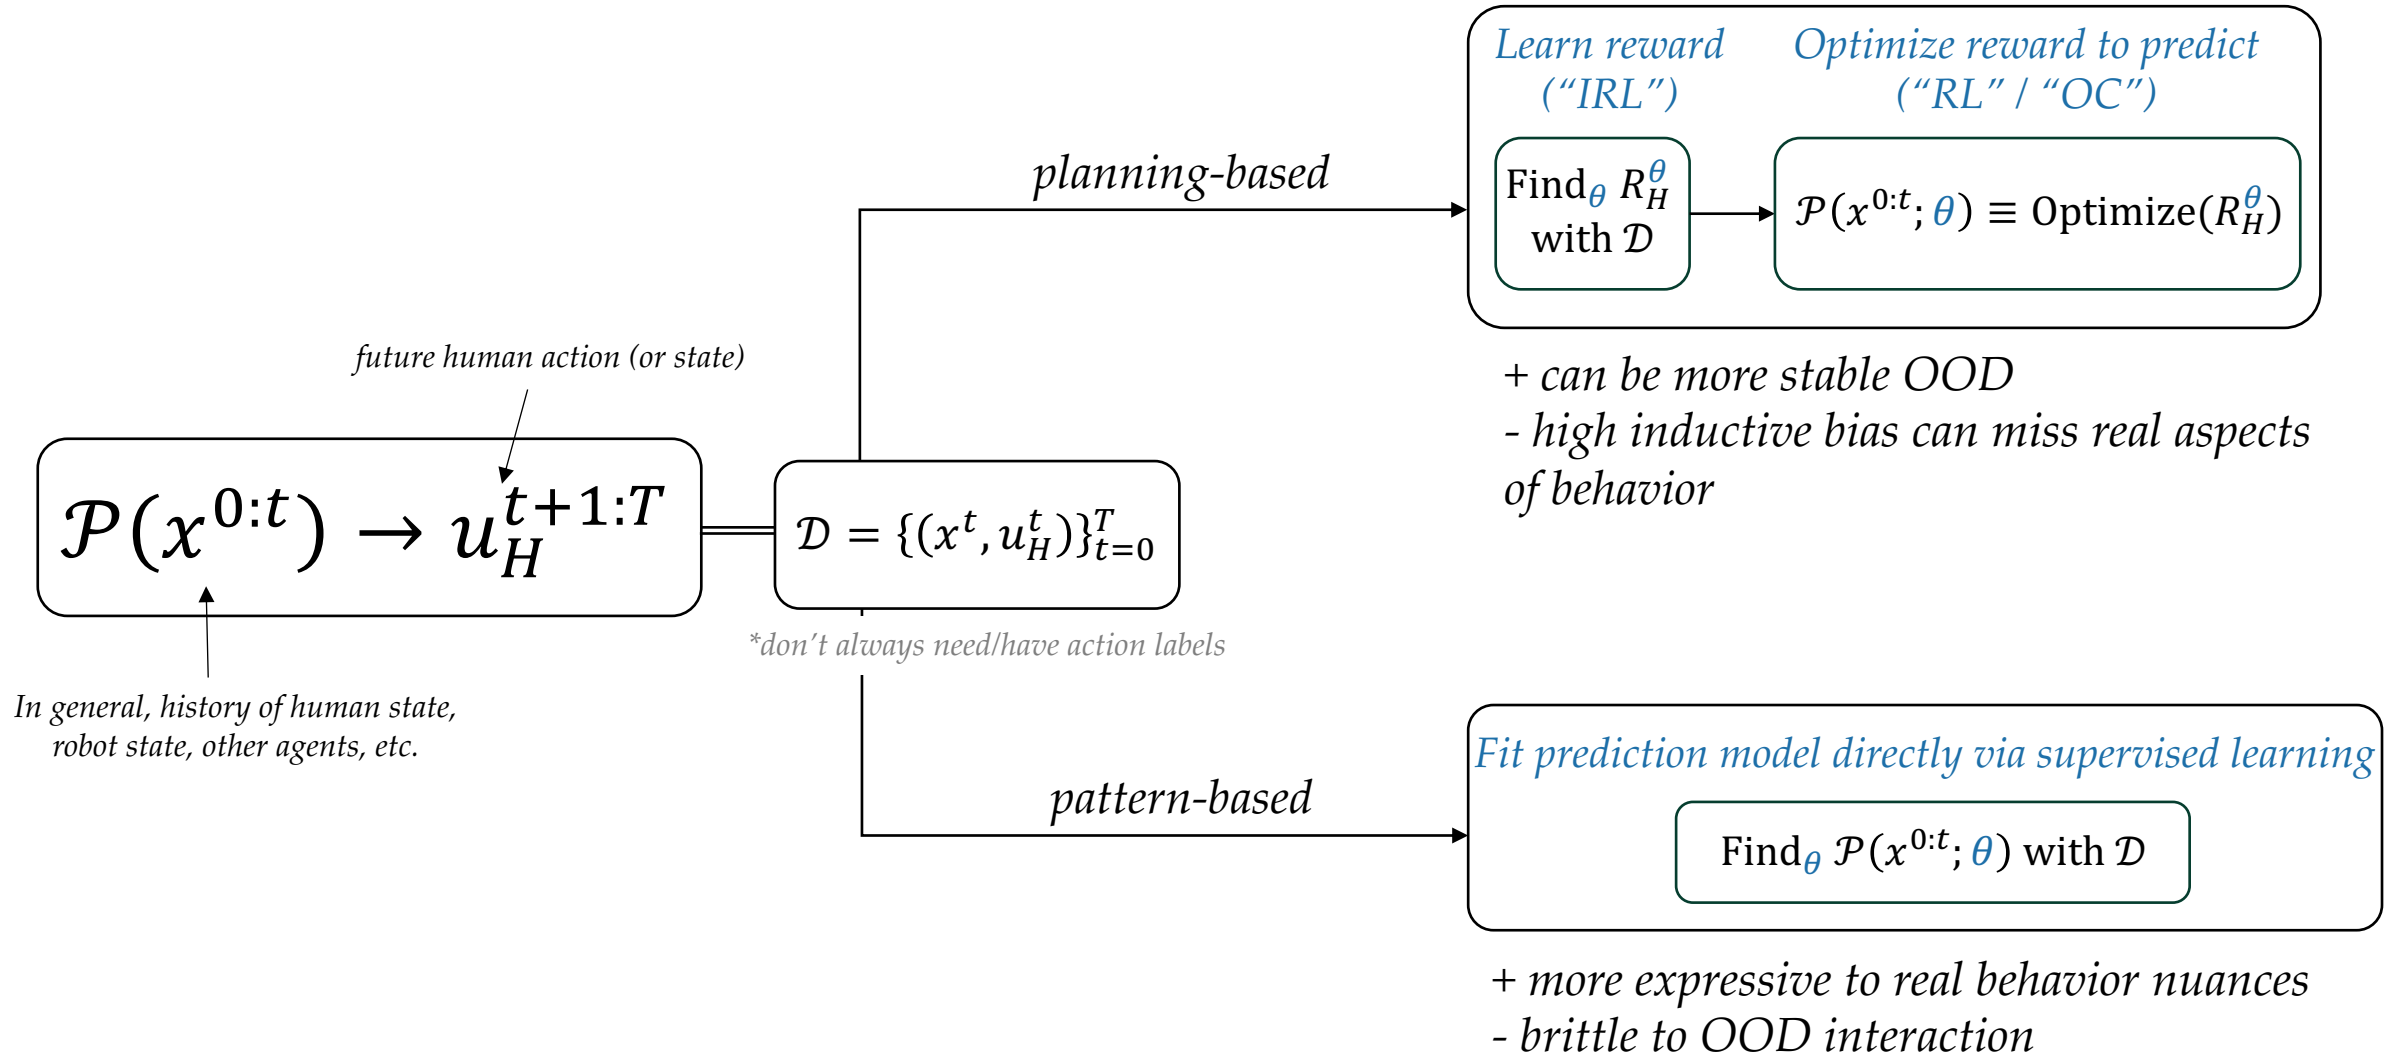 Learn reward
(“IRL”)
Optimize reward to predict
(“RL” / “OC”)
planning-based
Find_θ R_H^θ
with 𝒟
𝒫(x^{0:t}; θ) ≡ Optimize(R_H^θ)
future human action (or state)
+ can be more stable OOD
- high inductive bias can miss real aspects
of behavior
𝒫(x^{0:t}) → u_H^{t+1:T}
𝒟 = {(x^t, u_H^t)}_{t=0}^T
*don’t always need/have action labels
In general, history of human state,
robot state, other agents, etc.
pattern-based
Fit prediction model directly via supervised learning
Find_θ 𝒫(x^{0:t}; θ) with 𝒟
+ more expressive to real behavior nuances
- brittle to OOD interaction